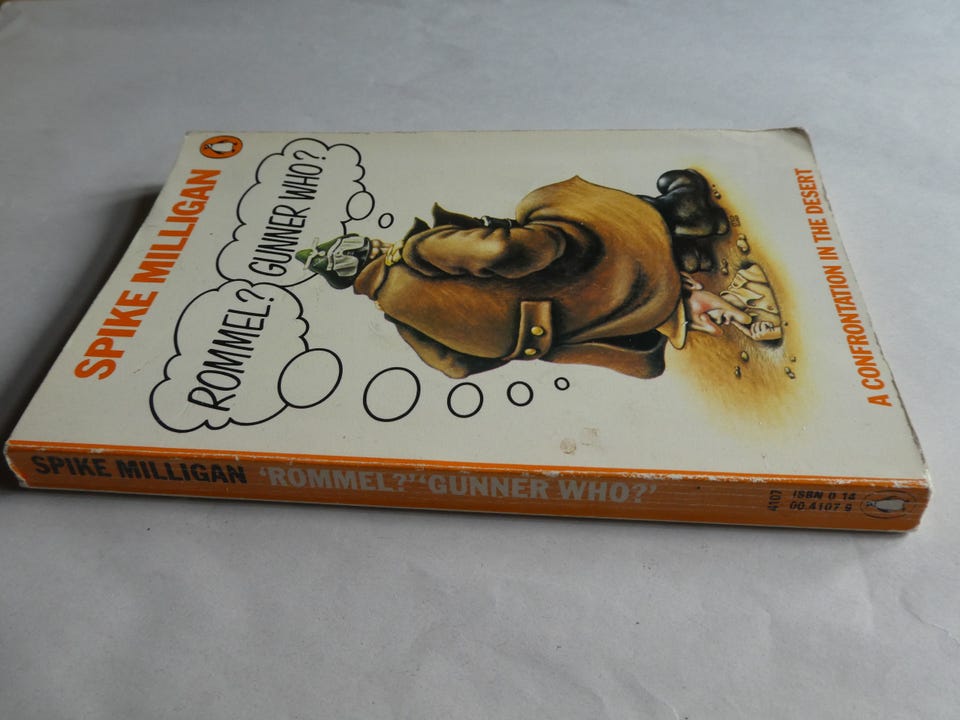 SPIKE MILLIGAN
ROMMEL?
GUNNER WHO?
A CONFRONTATION IN THE DESERT
SPIKE MILLIGAN 'ROMMEL?' 'GUNNER WHO?'
4107
ISBN 0 14
00.4107 9